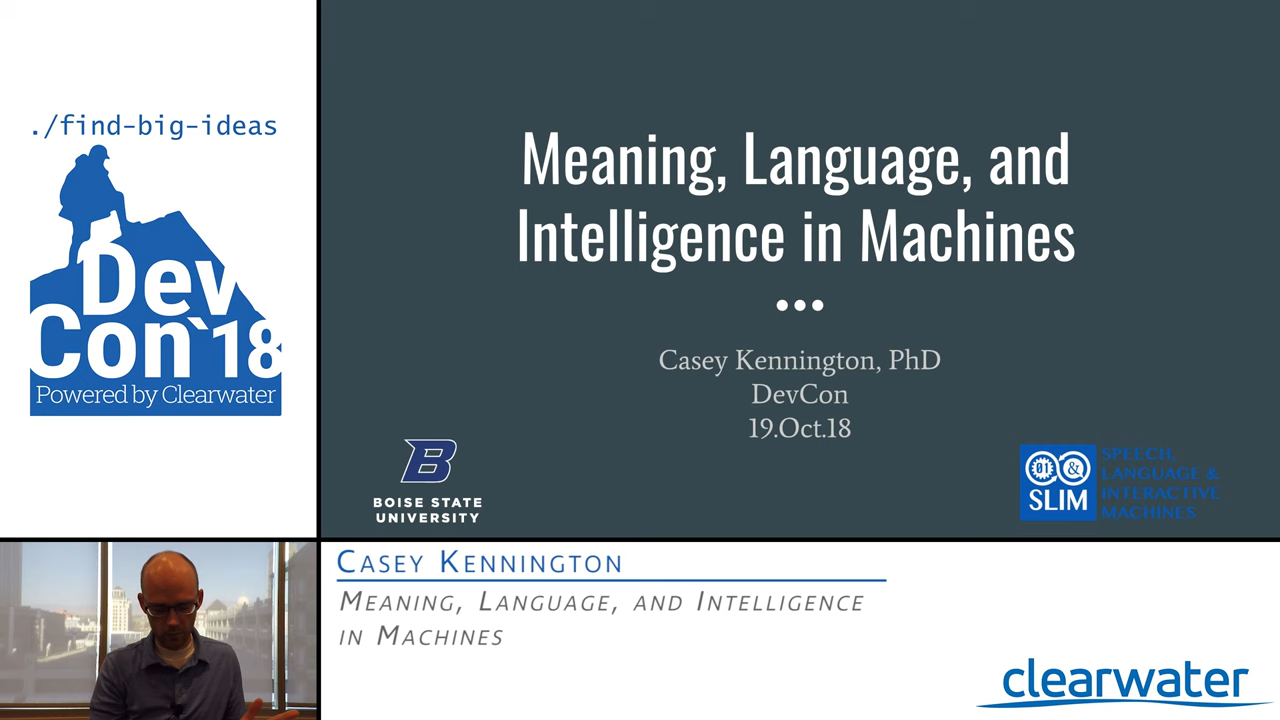 ./find-big-ideas
Dev
Con`18
Powered by Clearwater
Meaning, Language, and
Intelligence in Machines
Casey Kennington, PhD
DevCon
19.Oct.18
B
BOISE STATE
UNIVERSITY
01 &
SLIM
SPEECH,
LANGUAGE &
INTERACTIVE
MACHINES
CASEY KENNINGTON
MEANING, LANGUAGE, AND INTELLIGENCE
IN MACHINES
clearwater